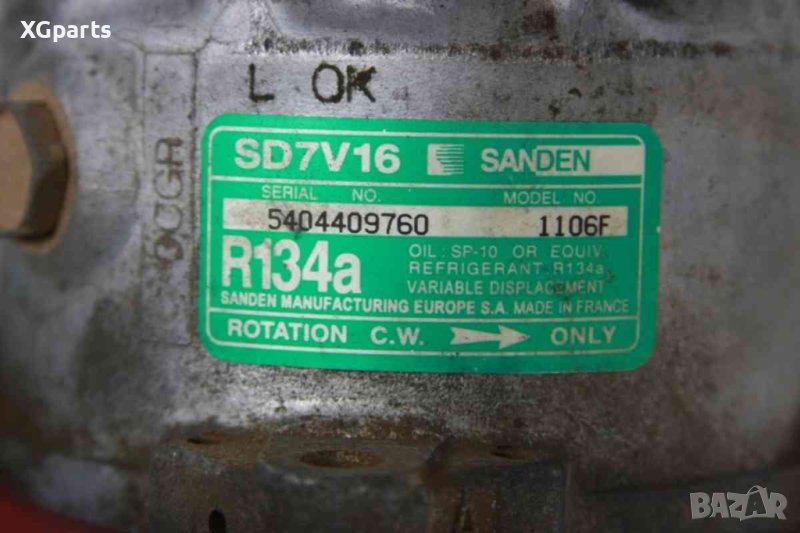 XGparts
L OK
OCGR
SD7V16 SANDEN
SERIAL NO. MODEL NO.
5404409760 1106F
R134a
OIL : SP-10 OR EQUIV.
REFRIGERANT : R134a
VARIABLE DISPLACEMENT
SANDEN MANUFACTURING EUROPE S.A. MADE IN FRANCE
ROTATION C.W. ONLY
BAZAR